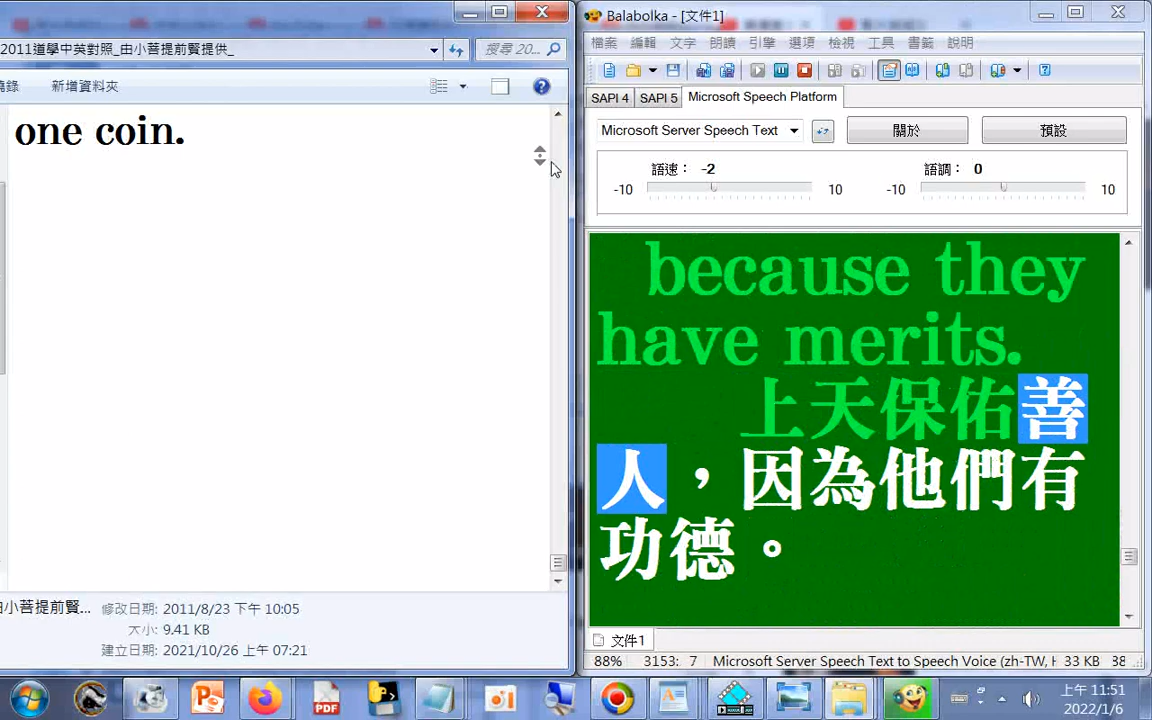 2011道學中英對照_由小菩提前賢提供_
搜尋 20...
新增資料夾
one coin.
修改日期: 2011/8/23 下午 10:05
大小: 9.41 KB
建立日期: 2021/10/26 上午 07:21
Balabolka - [文件1]
檔案 編輯 文字 朗讀 引擎 選項 檢視 工具 書籤 說明
SAPI 4 SAPI 5 Microsoft Speech Platform
Microsoft Server Speech Text 關於 預設
語速： -2 語調： 0
-10 10 -10 10
because they
have merits.
上天保佑善
人，因為他們有
功德。
文件1
88% 3153: 7 Microsoft Server Speech Text to Speech Voice (zh-TW, H 33 KB 38
PDF
上午 11:51
2022/1/6